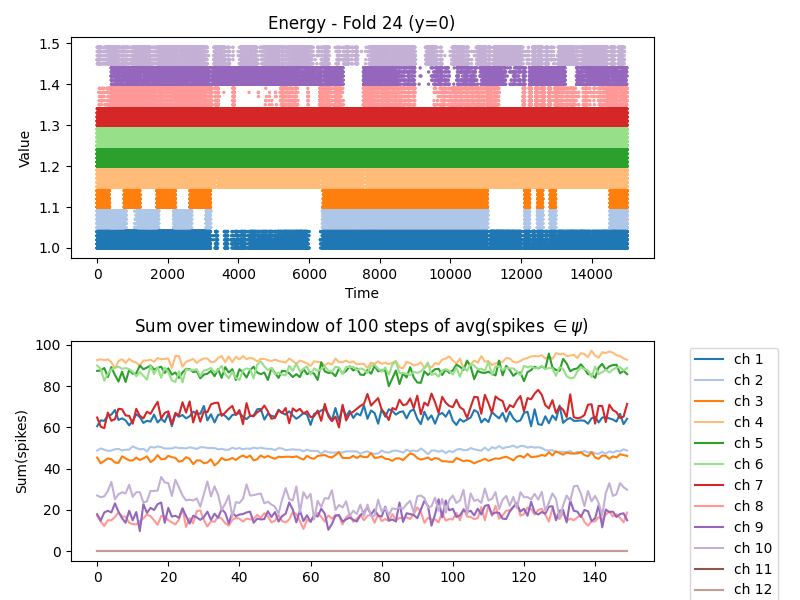 Energy - Fold 24 (y=0)
1.5
1.4
1.3
1.2
1.1
1.0
Value
0 2000 4000 6000 8000 10000 12000 14000
Time
Sum over timewindow of 100 steps of avg(spikes ∈ ψ)
100
80
60
40
20
0
Sum(spikes)
0 20 40 60 80 100 120 140
ch 1
ch 2
ch 3
ch 4
ch 5
ch 6
ch 7
ch 8
ch 9
ch 10
ch 11
ch 12